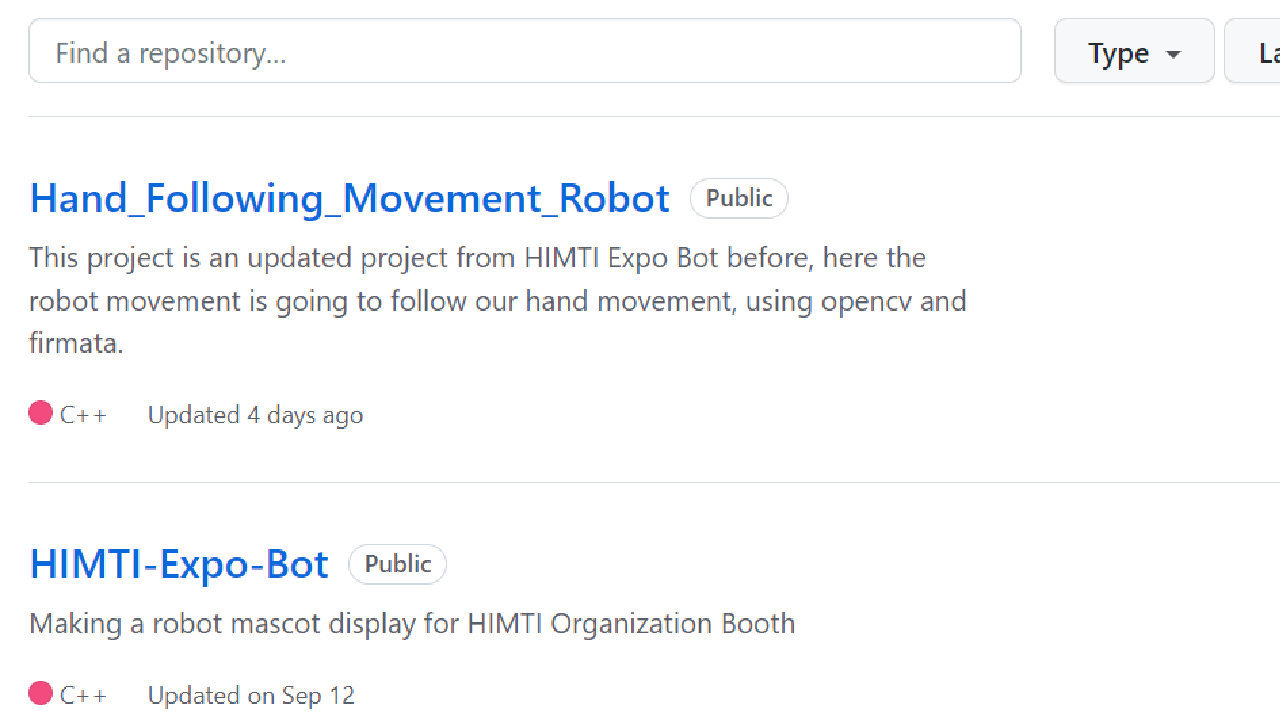 Find a repository...
Type
Hand_Following_Movement_Robot Public
This project is an updated project from HIMTI Expo Bot before, here the
robot movement is going to follow our hand movement, using opencv and
firmata.
C++ Updated 4 days ago
HIMTI-Expo-Bot Public
Making a robot mascot display for HIMTI Organization Booth
C++ Updated on Sep 12